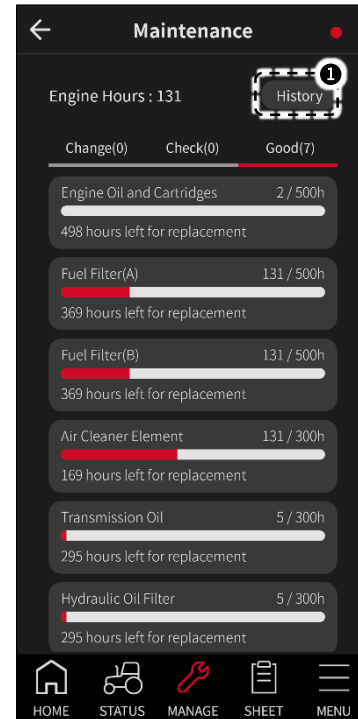 Maintenance
1
Engine Hours : 131
History
Change(0) Check(0) Good(7)
Engine Oil and Cartridges 2 / 500h
498 hours left for replacement
Fuel Filter(A) 131 / 500h
369 hours left for replacement
Fuel Filter(B) 131 / 500h
369 hours left for replacement
Air Cleaner Element 131 / 300h
169 hours left for replacement
Transmission Oil 5 / 300h
295 hours left for replacement
Hydraulic Oil Filter 5 / 300h
295 hours left for replacement
HOME STATUS MANAGE SHEET MENU